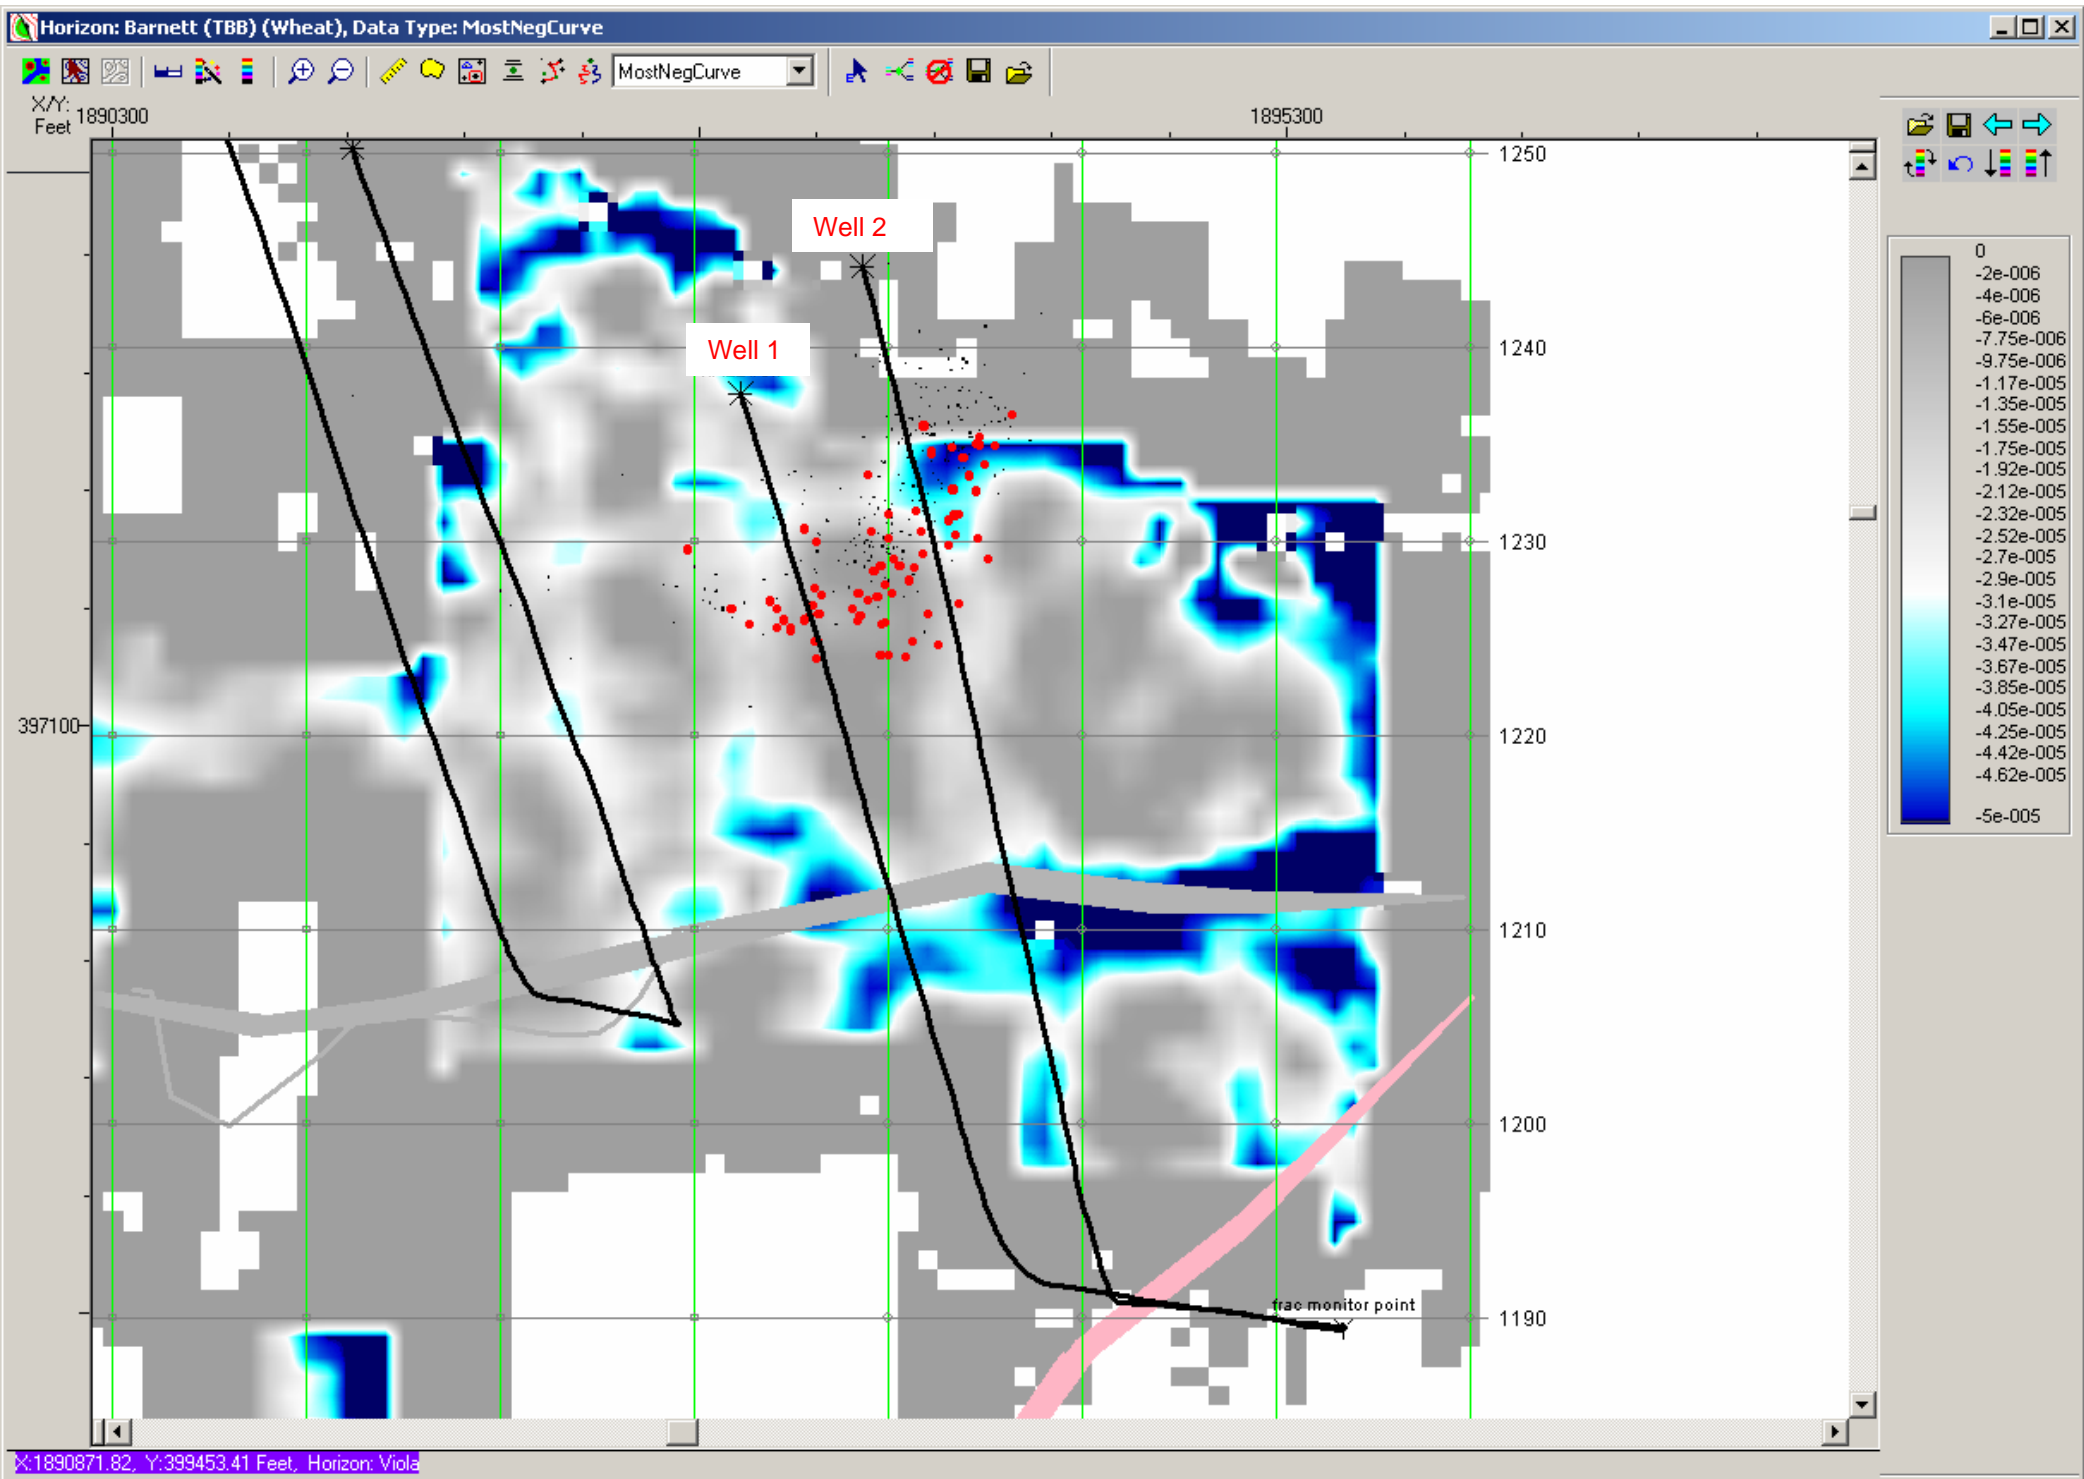 Horizon: Barnett (TBB) (Wheat), Data Type: MostNegCurve
MostNegCurve
X/Y:
Feet
1890300
1895300
1250
Well 2
Well 1
1240
1230
397100
1220
1210
1200
frac monitor point
1190
0
-2e-006
-4e-006
-6e-006
-7.75e-006
-9.75e-006
-1.17e-005
-1.35e-005
-1.55e-005
-1.75e-005
-1.92e-005
-2.12e-005
-2.32e-005
-2.52e-005
-2.7e-005
-2.9e-005
-3.1e-005
-3.27e-005
-3.47e-005
-3.67e-005
-3.85e-005
-4.05e-005
-4.25e-005
-4.42e-005
-4.62e-005
-5e-005
X:1890871.82, Y:399453.41 Feet, Horizon: Viola